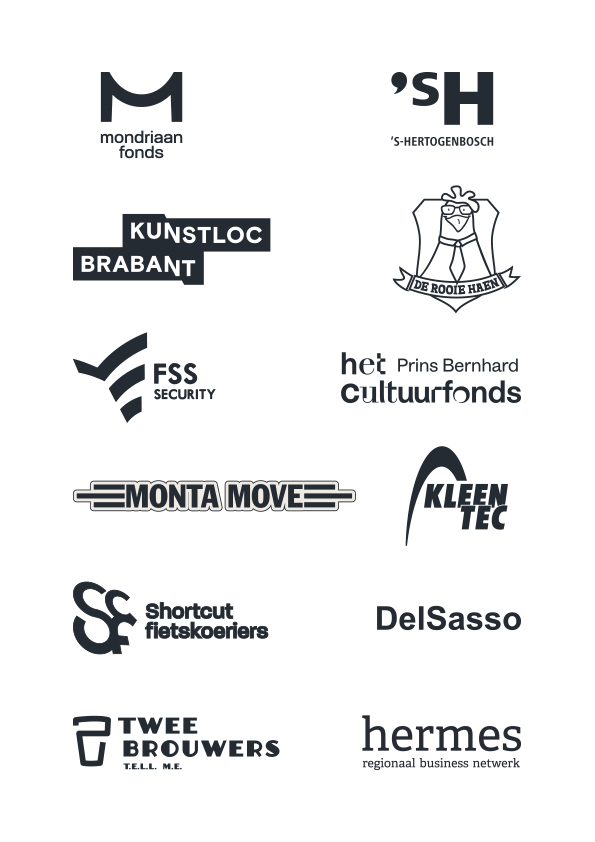 mondriaan
fonds
'SH
'S-HERTOGENBOSCH
KUNSTLOC
BRABANT
DE ROOIE HAEN
FSS
SECURITY
het Prins Bernhard
cultuurfonds
MONTA MOVE
KLEEN
TEC
Shortcut
fietskoeriers
DelSasso
TWEE
BROUWERS
T.E.L.L. M.E.
hermes
regionaal business netwerk